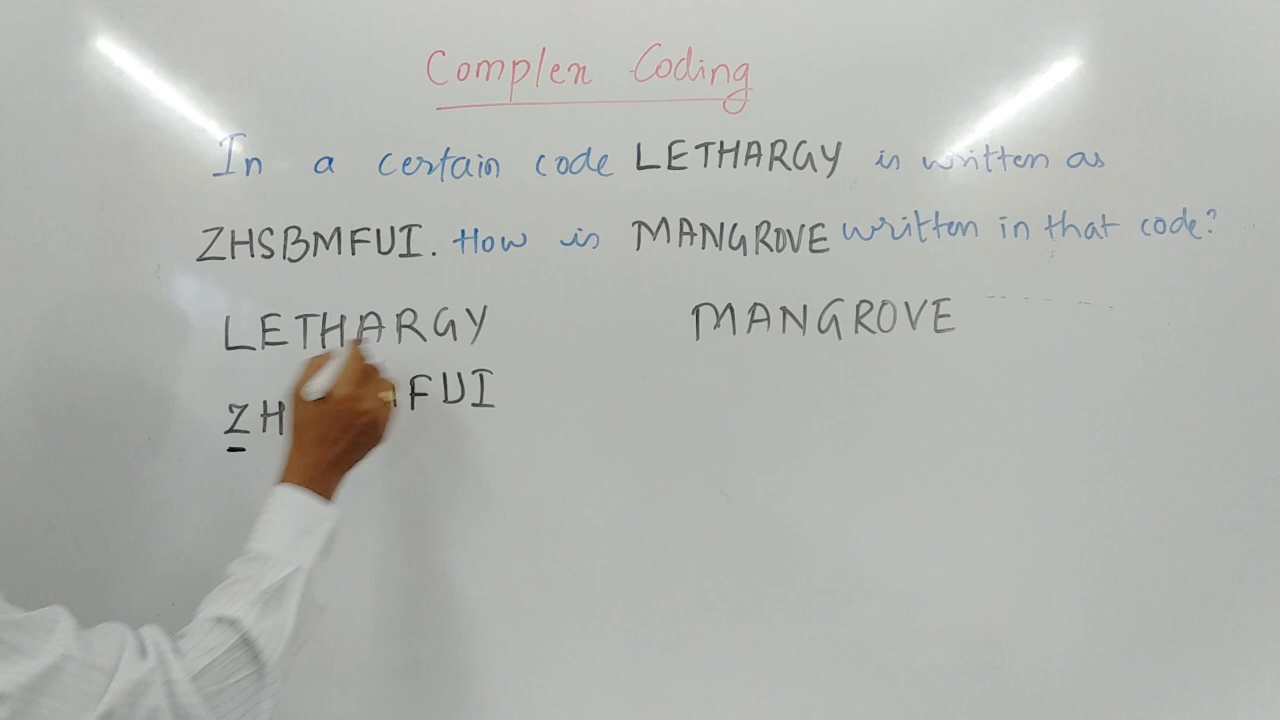 Complex Coding
In a certain code LETHARGY is written as
ZHSBMFUI. How is MANGROVE written in that code?
LETHARGY MANGROVE
ZH FUI